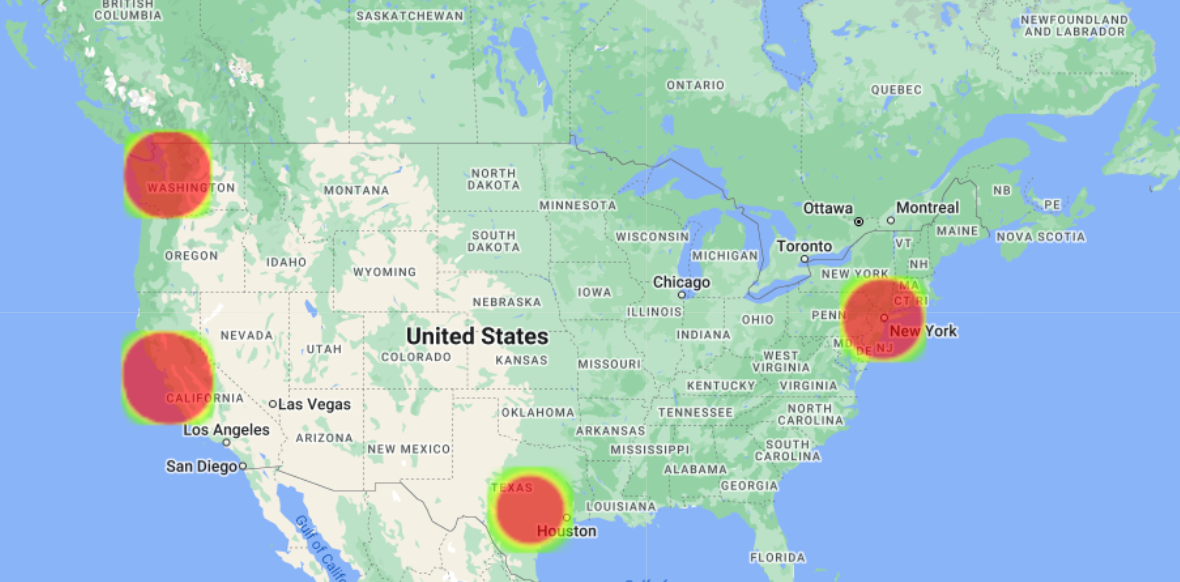 BRITISH
COLUMBIA
SASKATCHEWAN
NEWFOUNDLAND
AND LABRADOR
ONTARIO
QUEBEC
WASHINGTON
MONTANA
NORTH
DAKOTA
MINNESOTA
Ottawa
Montreal
NB
PE
MAINE
NOVA SCOTIA
OREGON
IDAHO
SOUTH
DAKOTA
WISCONSIN
MICHIGAN
Toronto
VT
NH
WYOMING
NEW YORK
MA
CT RI
Chicago
IOWA
NEBRASKA
ILLINOIS
OHIO
PENN
New York
NEVADA
United States
INDIANA
MD
DE NJ
UTAH
COLORADO
KANSAS
MISSOURI
WEST
VIRGINIA
KENTUCKY
VIRGINIA
CALIFORNIA
Las Vegas
OKLAHOMA
TENNESSEE
NORTH
CAROLINA
Los Angeles
ARIZONA
NEW MEXICO
ARKANSAS
MISSISSIPPI
SOUTH
CAROLINA
San Diego
ALABAMA
GEORGIA
TEXAS
LOUISIANA
Houston
Gulf of Califo
FLORIDA